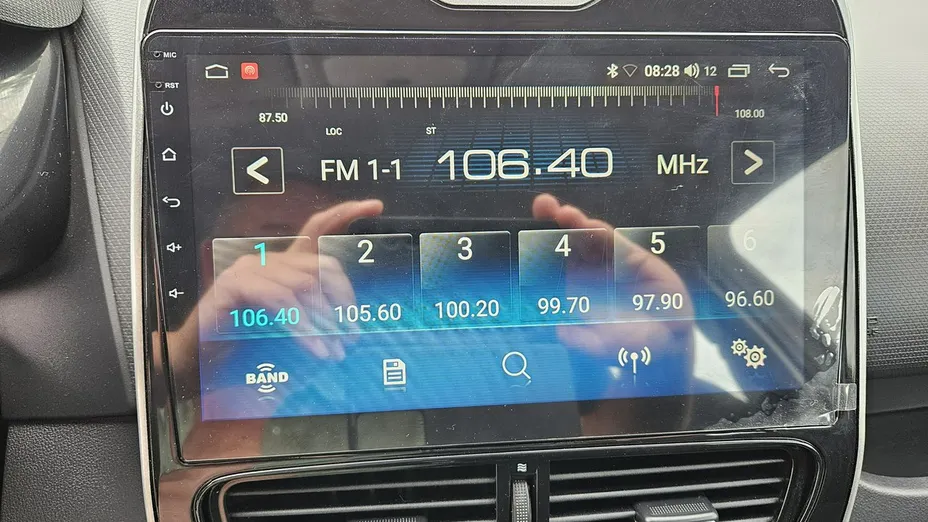 MIC
08:28 12
RST
87.50 108.00
LOC ST
FM 1-1 106.40 MHz
1 2 3 4 5 6
106.40 105.60 100.20 99.70 97.90 96.60
BAND